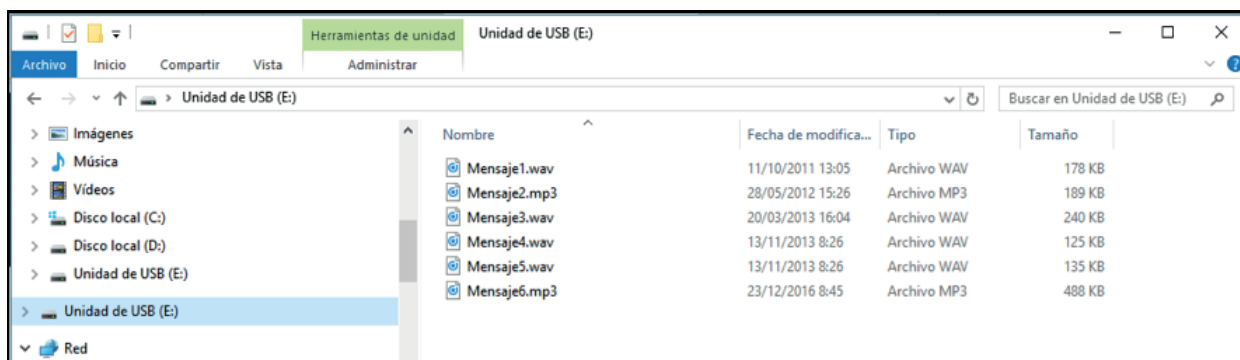 Herramientas de unidad Unidad de USB (E:)
Archivo Inicio Compartir Vista Administrar
Unidad de USB (E:) Buscar en Unidad de USB (E:)
Imágenes
Música
Vídeos
Disco local (C:)
Disco local (D:)
Unidad de USB (E:)
Unidad de USB (E:)
Red
Nombre Fecha de modifica... Tipo Tamaño
Mensaje1.wav 11/10/2011 13:05 Archivo WAV 178 KB
Mensaje2.mp3 28/05/2012 15:26 Archivo MP3 189 KB
Mensaje3.wav 20/03/2013 16:04 Archivo WAV 240 KB
Mensaje4.wav 13/11/2013 8:26 Archivo WAV 125 KB
Mensaje5.wav 13/11/2013 8:26 Archivo WAV 135 KB
Mensaje6.mp3 23/12/2016 8:45 Archivo MP3 488 KB